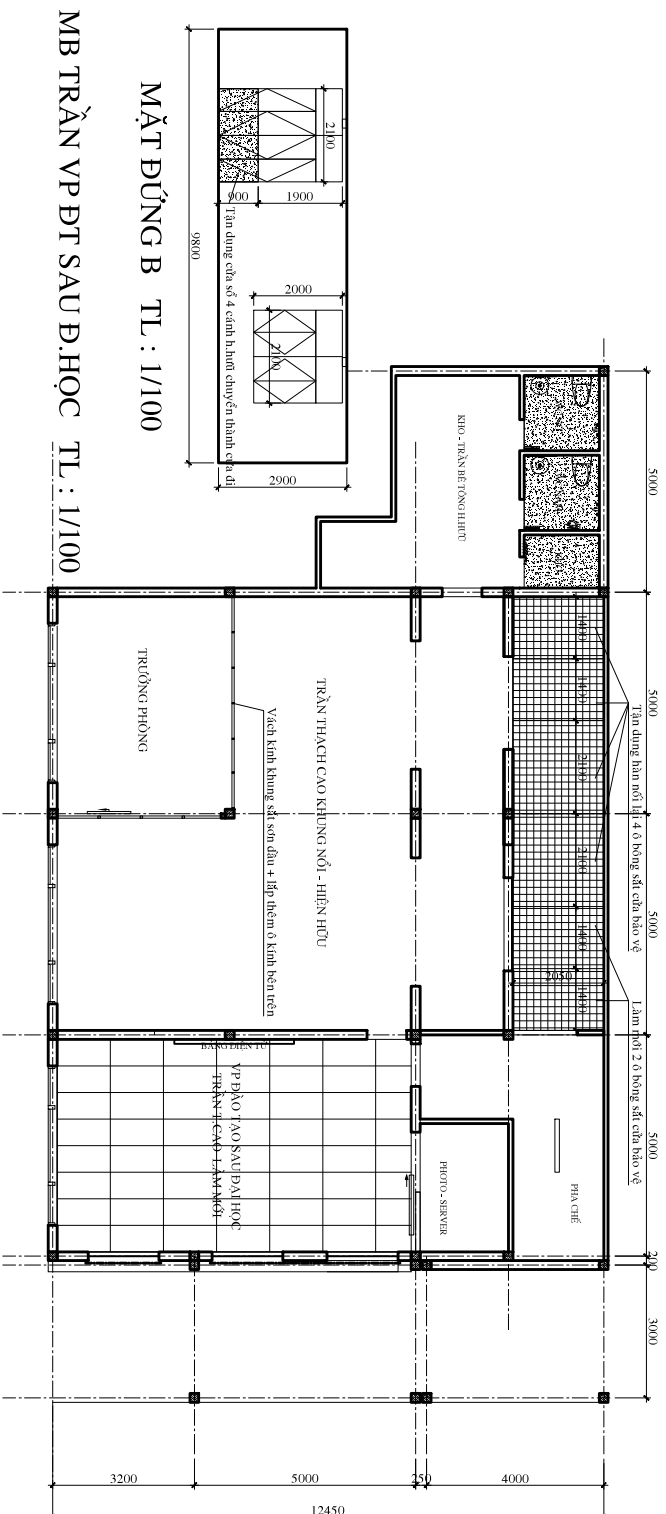 5000
5000
5000
5000
200
3000
Tận dụng hàn nối lại 4 ô bông sắt cửa bảo vệ
Làm mới 2 ô bông sắt cửa bảo vệ
1400
1400
2100
2100
1400
1400
2050
PHA CHẾ
KHO - TRẦN BÊ TÔNG H.HỮU
PHOTO - SERVER
TRẦN THẠCH CAO KHUNG NỔI - HIỆN HỮU
Vách kính khung sắt sơn dầu + lắp thêm ô kính bên trên
BẢNG ĐIỆN TỬ
VP ĐÀO TẠO SAU ĐẠI HỌC
TRẦN T.CAO LÀM MỚI
TRƯỞNG PHÒNG
2100
900
1900
Tận dụng cửa sổ 4 cánh h.hữu chuyển thành cửa đi
2000
2100
2900
9800
MẶT ĐỨNG B TL : 1/100
MB TRẦN VP ĐT SAU Đ.HỌC TL : 1/100
3200
5000
250
4000
12450